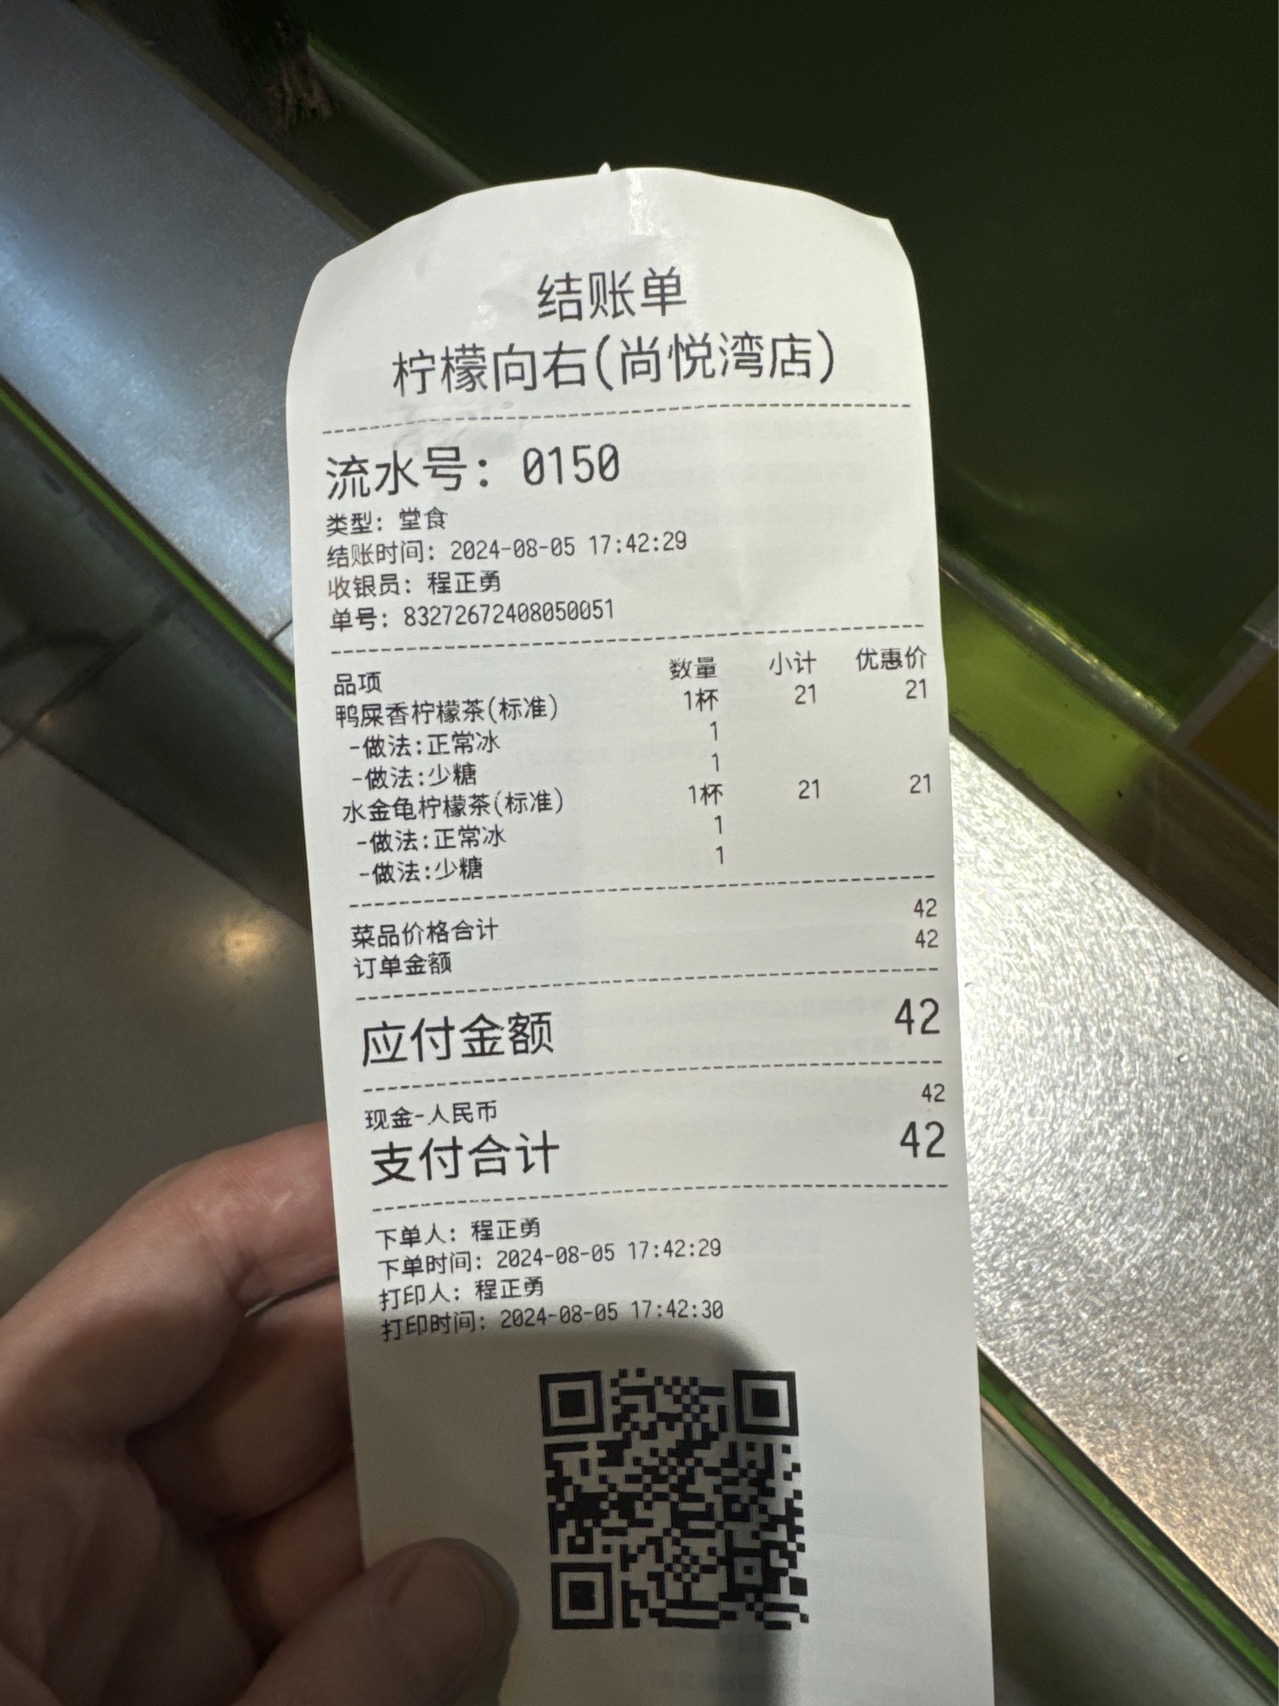 结账单
柠檬向右(尚悦湾店)
流水号: 0150
类型: 堂食
结账时间: 2024-08-05 17:42:29
收银员: 程正勇
单号: 83272672408050051
品项 数量 小计 优惠价
鸭屎香柠檬茶(标准) 1杯 21 21
-做法:正常冰 1
-做法:少糖 1
水金龟柠檬茶(标准) 1杯 21 21
-做法:正常冰 1
-做法:少糖 1
菜品价格合计 42
订单金额 42
应付金额 42
现金-人民币 42
支付合计 42
下单人: 程正勇
下单时间: 2024-08-05 17:42:29
打印人: 程正勇
打印时间: 2024-08-05 17:42:30